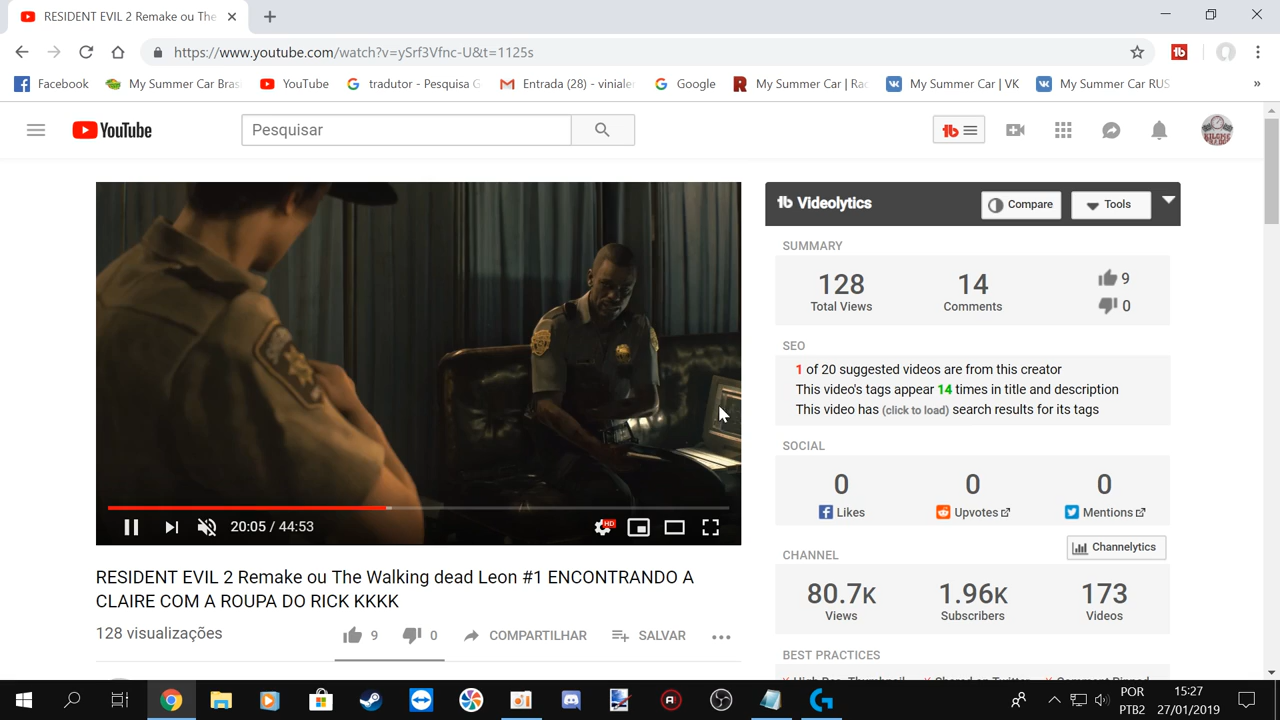 RESIDENT EVIL 2 Remake ou The
https://www.youtube.com/watch?v=ySrf3Vfnc-U&t=1125s
Facebook
My Summer Car Bras
YouTube
tradutor - Pesquisa G
Entrada (28) - viniale
Google
My Summer Car | Rac
My Summer Car | VK
My Summer Car RUS
»
YouTube
Pesquisar
Videolytics
Compare
Tools
SUMMARY
128
14
9
Total Views
Comments
0
SEO
1 of 20 suggested videos are from this creator
This video's tags appear 14 times in title and description
This video has (click to load) search results for its tags
SOCIAL
0
0
0
Likes
Upvotes
Mentions
Channelytics
CHANNEL
80.7K
1.96K
173
Views
Subscribers
Videos
BEST PRACTICES
20:05 / 44:53
HD
RESIDENT EVIL 2 Remake ou The Walking dead Leon #1 ENCONTRANDO A
CLAIRE COM A ROUPA DO RICK KKKK
128 visualizações
9
0
COMPARTILHAR
SALVAR
POR
PTB2
15:27
27/01/2019